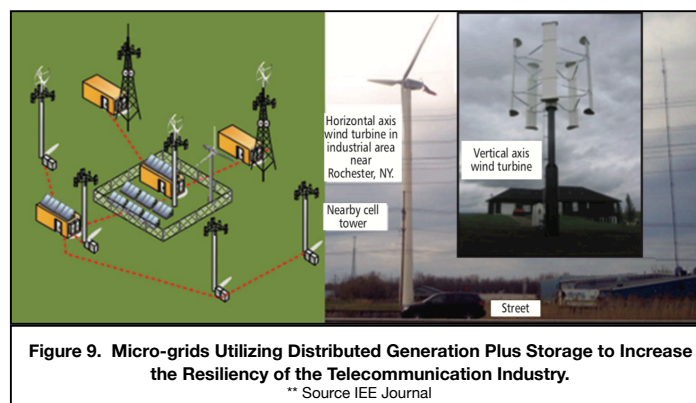 Horizontal axis
wind turbine in
industrial area
near
Rochester, NY.
Nearby cell
tower
Vertical axis
wind turbine
Street
Figure 9. Micro-grids Utilizing Distributed Generation Plus Storage to Increase
the Resiliency of the Telecommunication Industry.
** Source IEE Journal